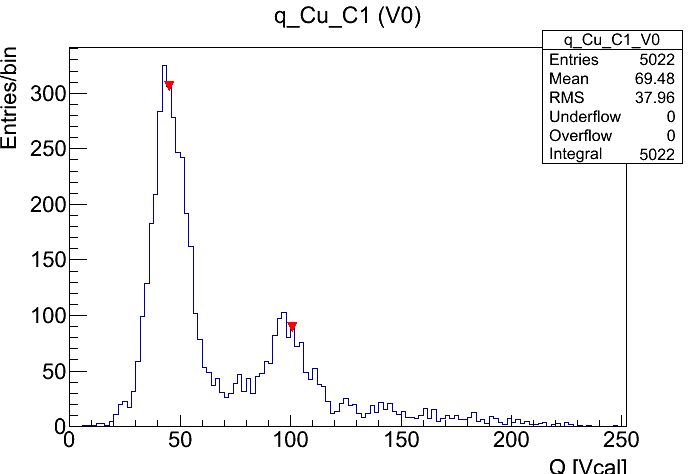 q_Cu_C1 (V0)
q_Cu_C1_V0
Entries 5022
Mean 69.48
RMS 37.96
Underflow 0
Overflow 0
Integral 5022
Entries/bin
300
250
200
150
100
50
0
0 50 100 150 200 250
Q [Vcal]